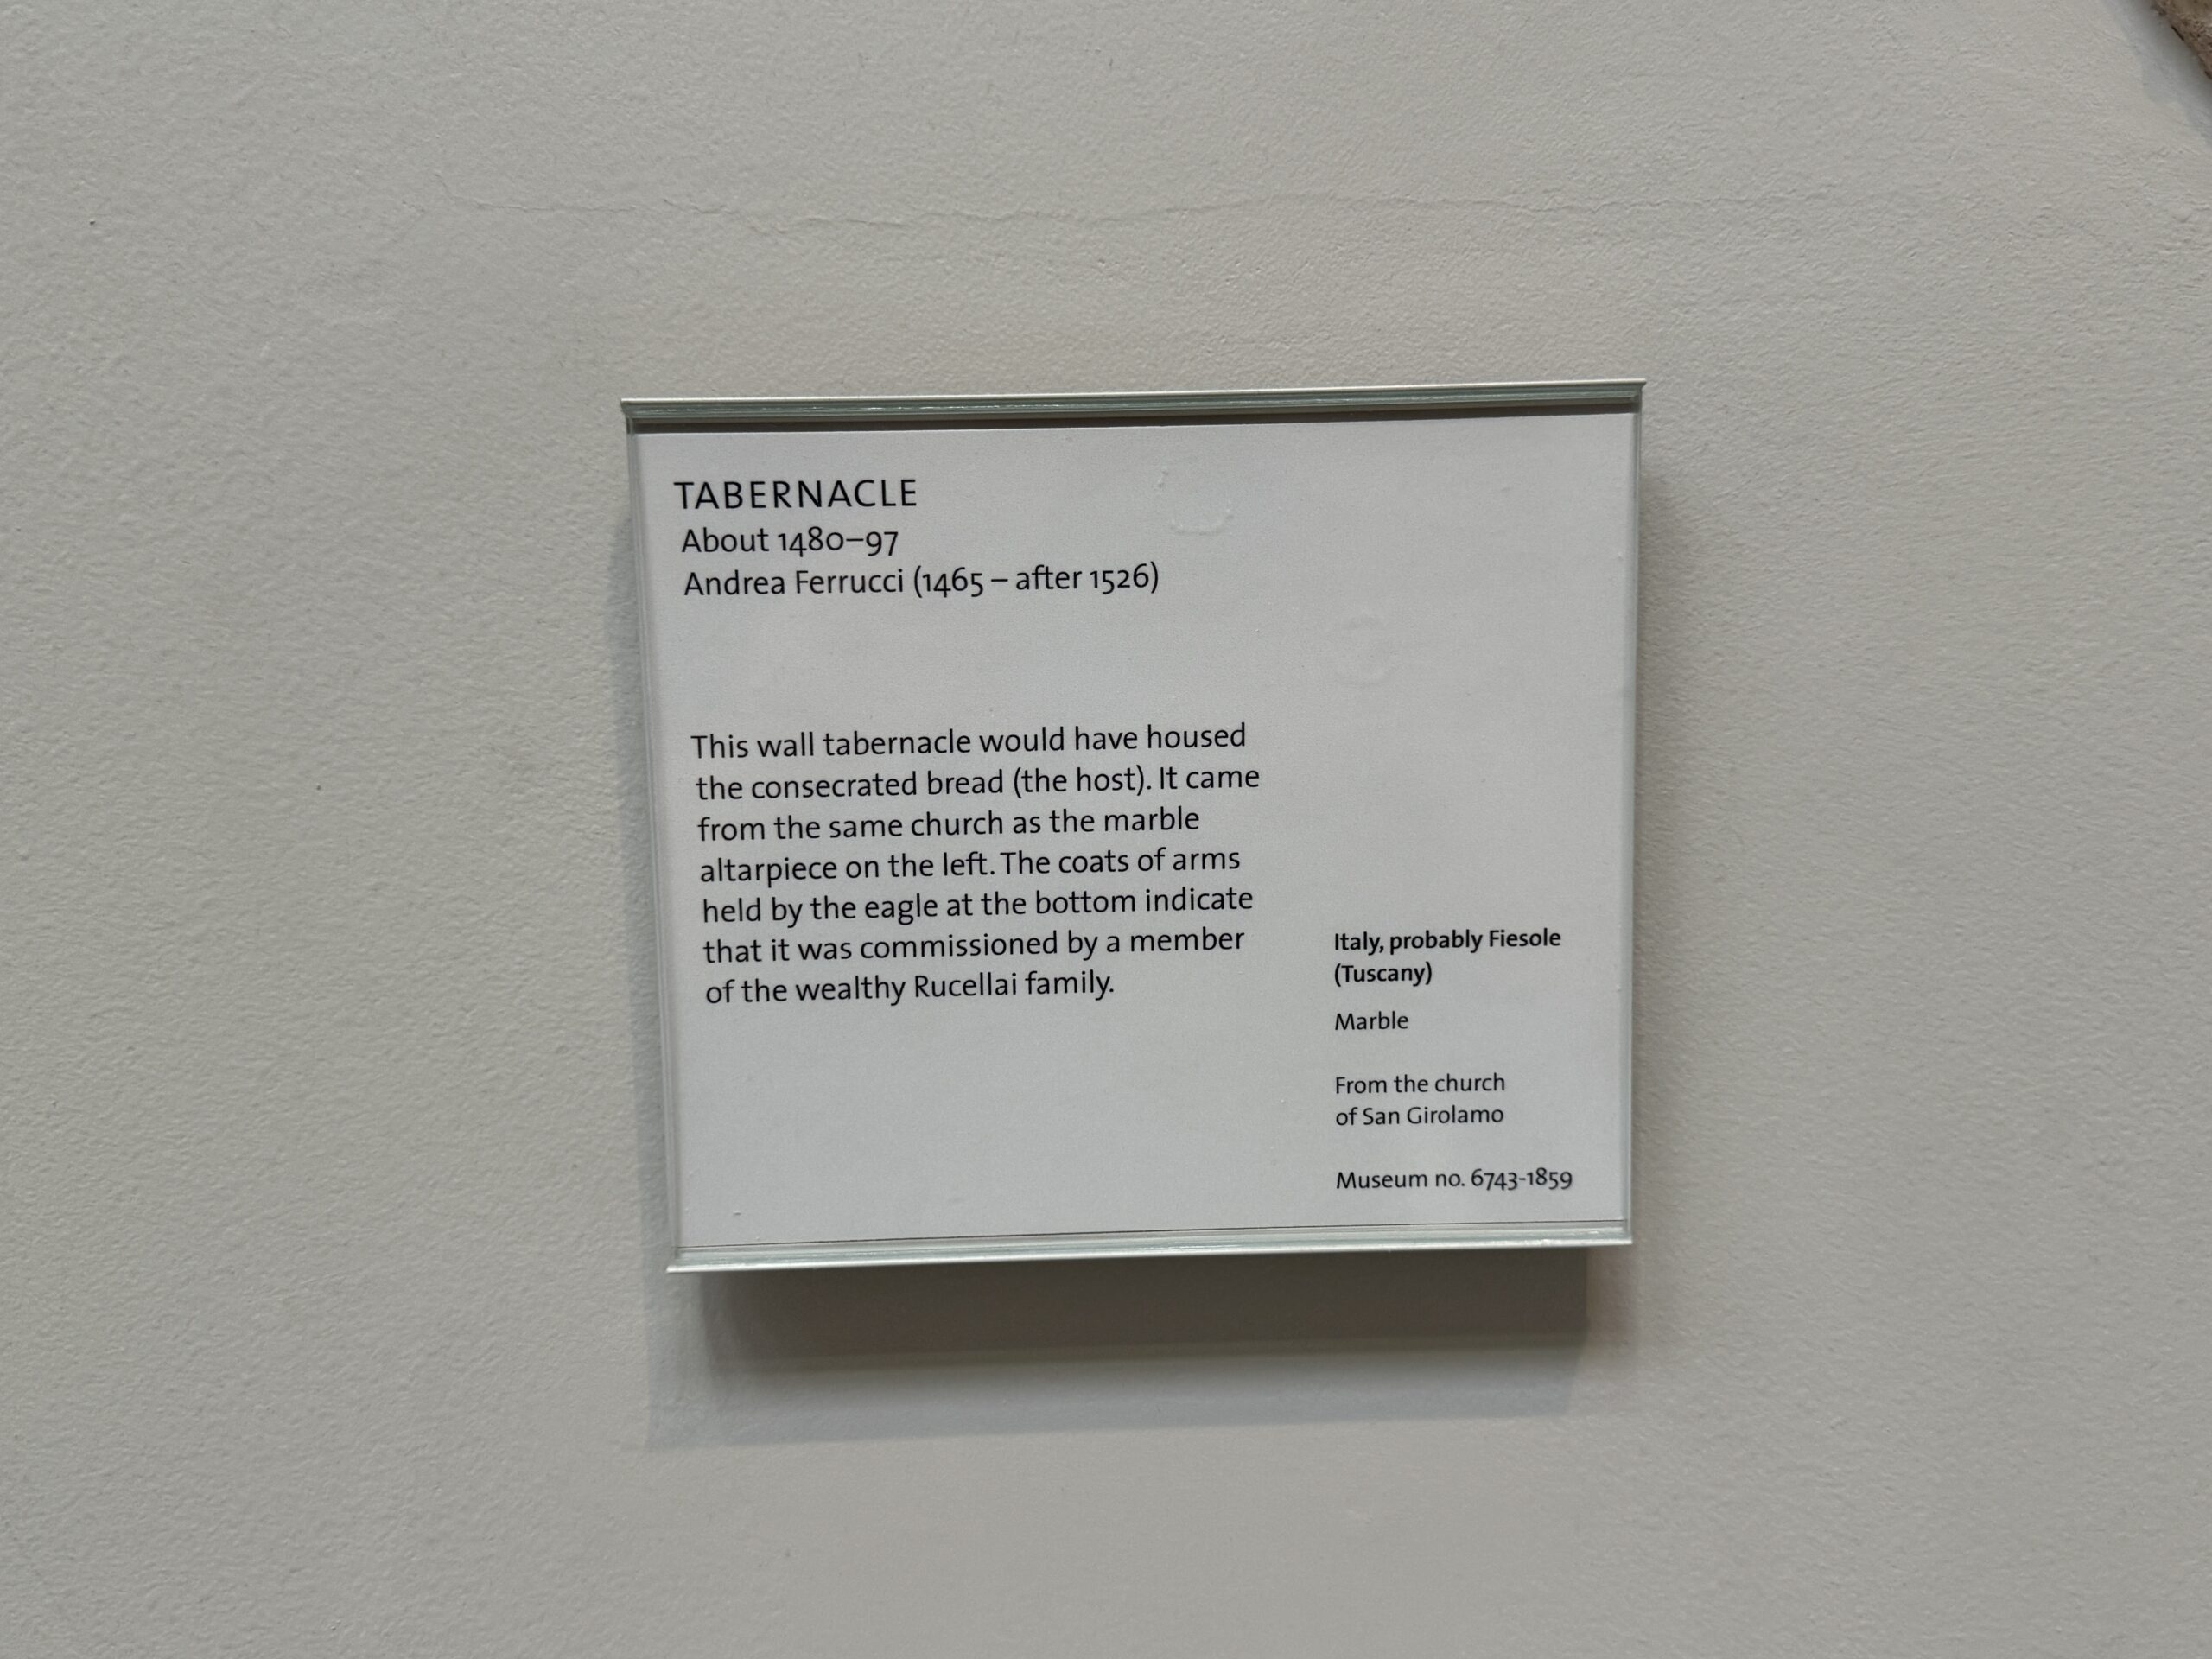 TABERNACLE
About 1480–97
Andrea Ferrucci (1465 – after 1526)
This wall tabernacle would have housed
the consecrated bread (the host). It came
from the same church as the marble
altarpiece on the left. The coats of arms
held by the eagle at the bottom indicate
that it was commissioned by a member
of the wealthy Rucellai family.
Italy, probably Fiesole
(Tuscany)
Marble
From the church
of San Girolamo
Museum no. 6743-1859